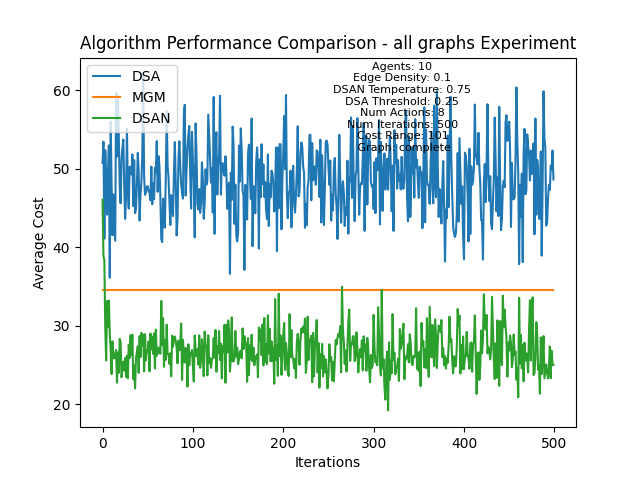 Algorithm Performance Comparison - all graphs Experiment
DSA
MGM
DSAN
Agents: 10
Edge Density: 0.1
DSAN Temperature: 0.75
DSA Threshold: 0.25
Num Actions: 8
Num Iterations: 500
Cost Range: 101
Graph: complete
Average Cost
60
50
40
30
20
0
100
200
300
400
500
Iterations